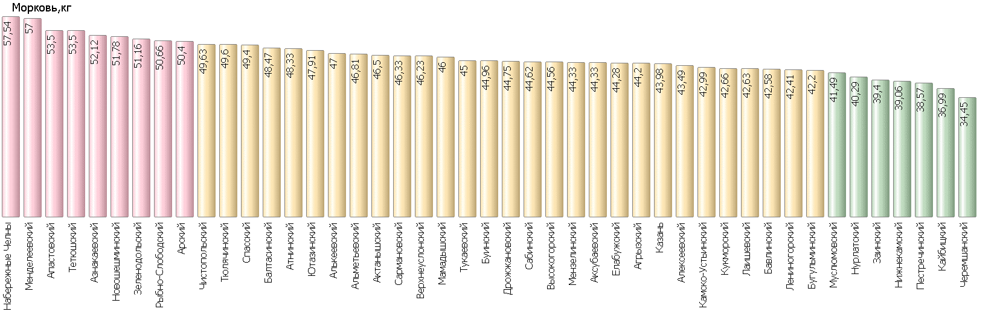 Морковь,кг
57,54
57
53,5
53,5
52,12
51,78
51,16
50,66
50,4
49,63
49,6
49,4
48,47
48,33
47,91
47
46,81
46,5
46,33
46,23
46
45
44,96
44,75
44,62
44,56
44,33
44,33
44,28
44,2
43,98
43,49
42,99
42,66
42,63
42,58
42,41
42,2
41,49
40,29
39,4
39,06
38,57
36,99
34,45
Набережные Челны
Менделеевский
Апастовский
Тетюшский
Азнакаевский
Новошешминский
Зеленодольский
Рыбно-Слободский
Арский
Чистопольский
Тюлячинский
Спасский
Балтасинский
Атнинский
Ютазинский
Алькеевский
Альметьевский
Актанышский
Сармановский
Верхнеуслонский
Мамадышский
Тукаевский
Буинский
Дрожжановский
Сабинский
Высокогорский
Мензелинский
Аксубаевский
Елабужский
Агрызский
Казань
Алексеевский
Камско-Устьинский
Кукморский
Лаишевский
Бавлинский
Лениногорский
Бугульминский
Муслюмовский
Нурлатский
Заинский
Нижнекамский
Пестречинский
Кайбицкий
Черемшанский